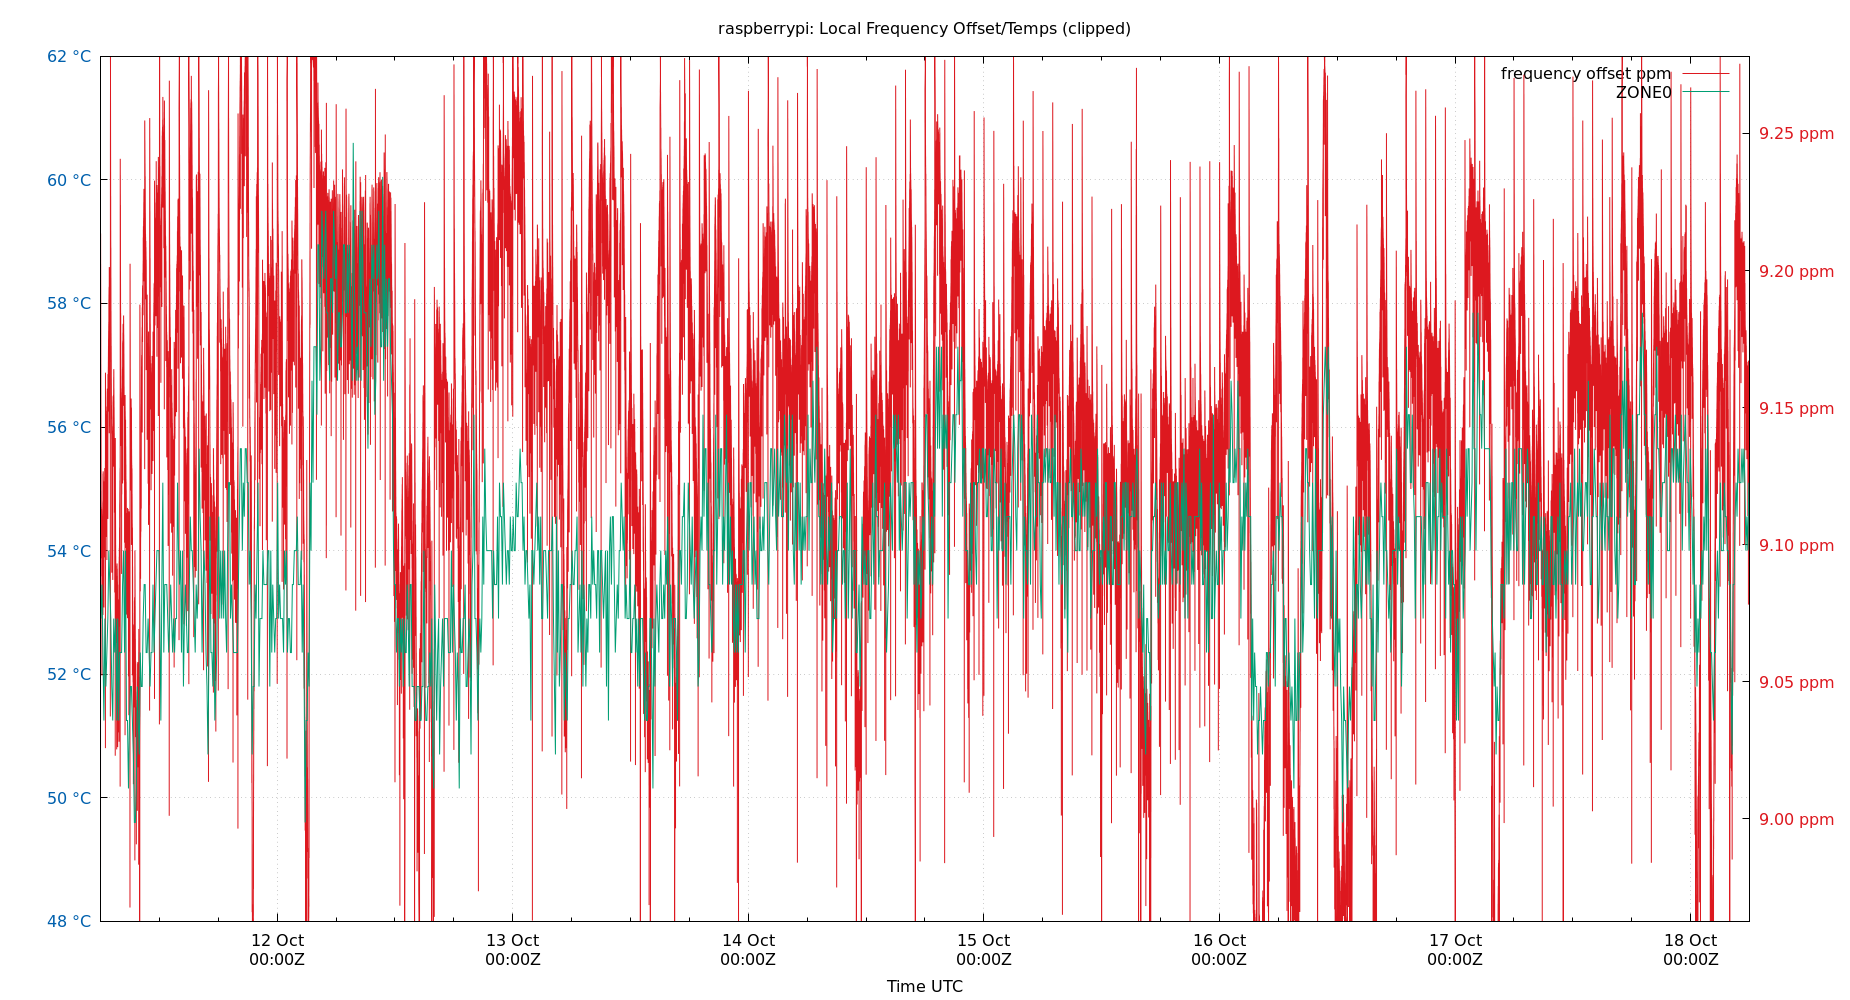 raspberrypi: Local Frequency Offset/Temps (clipped)
frequency offset ppm
ZONE0
62 °C
60 °C
58 °C
56 °C
54 °C
52 °C
50 °C
48 °C
9.25 ppm
9.20 ppm
9.15 ppm
9.10 ppm
9.05 ppm
9.00 ppm
12 Oct 13 Oct 14 Oct 15 Oct 16 Oct 17 Oct 18 Oct
00:00Z 00:00Z 00:00Z 00:00Z 00:00Z 00:00Z 00:00Z
Time UTC